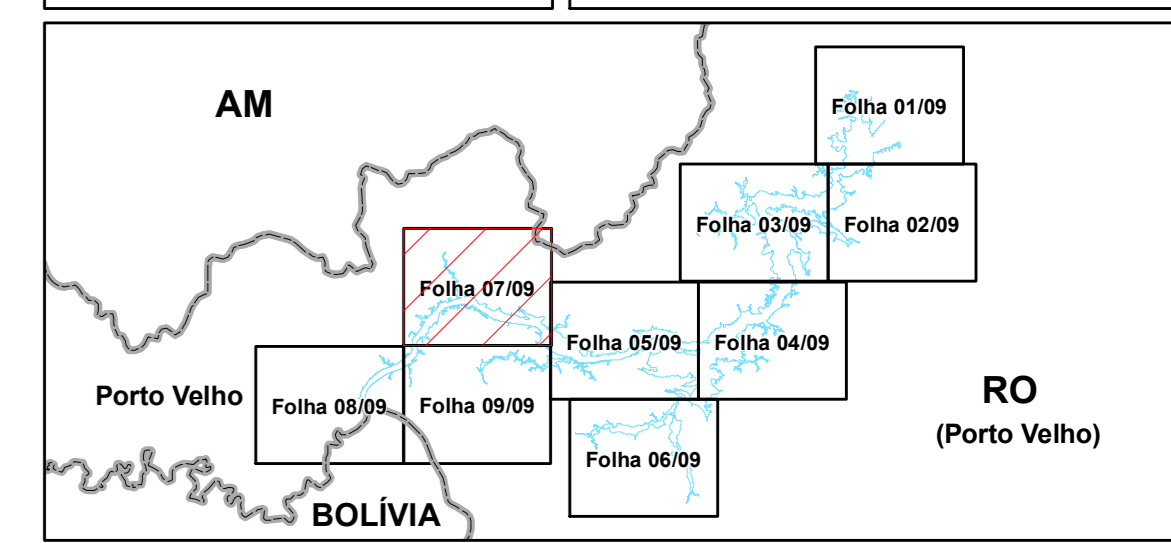 AM
Folha 01/09
Folha 03/09
Folha 02/09
Folha 07/09
Folha 05/09
Folha 04/09
Porto Velho
Folha 08/09
Folha 09/09
RO
(Porto Velho)
Folha 06/09
BOLÍVIA